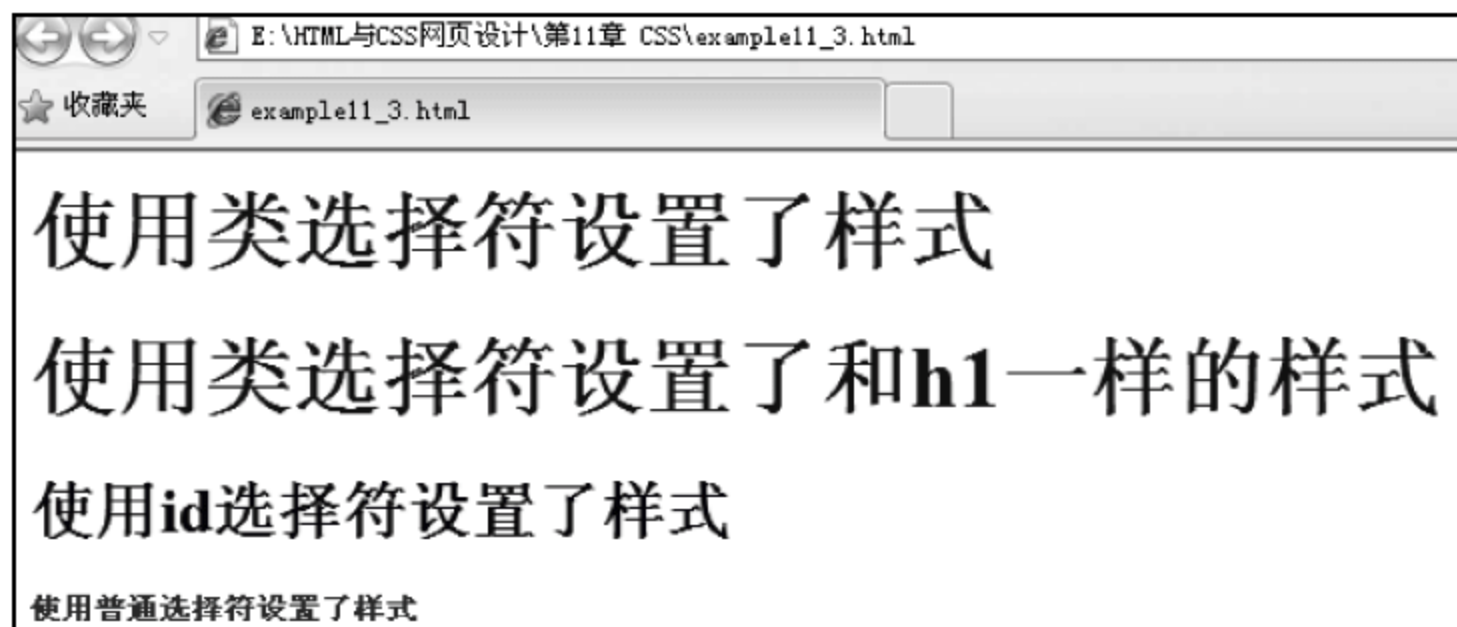 E:\HTML与CSS网页设计\第11章 CSS\example11_3.html
收藏夹
example11_3.html
使用类选择符设置了样式
使用类选择符设置了和h1一样的样式
使用id选择符设置了样式
使用普通选择符设置了样式